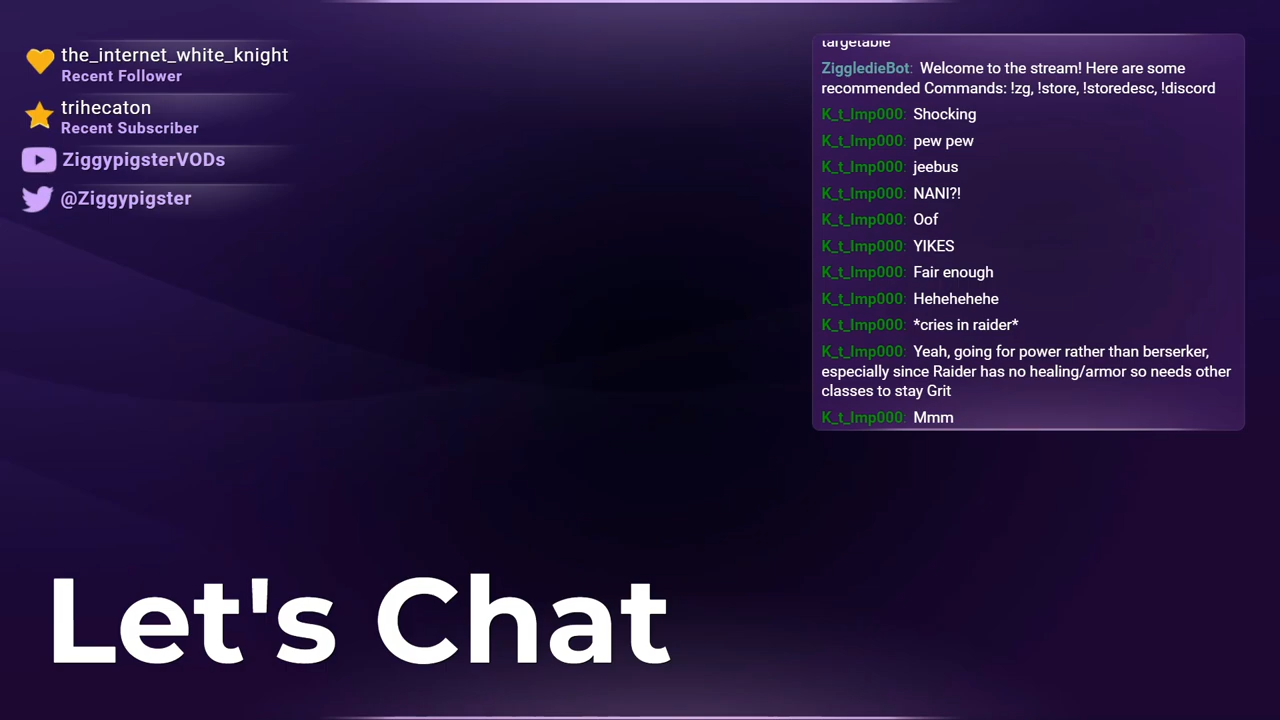 the_internet_white_knight
Recent Follower
trihecaton
Recent Subscriber
ZiggypigsterVODs
@Ziggypigster
targetable
ZiggledieBot: Welcome to the stream! Here are some
recommended Commands: !zg, !store, !storedesc, !discord
K_t_Imp000: Shocking
K_t_Imp000: pew pew
K_t_Imp000: jeebus
K_t_Imp000: NANI?!
K_t_Imp000: Oof
K_t_Imp000: YIKES
K_t_Imp000: Fair enough
K_t_Imp000: Hehehehehe
K_t_Imp000: *cries in raider*
K_t_Imp000: Yeah, going for power rather than berserker,
especially since Raider has no healing/armor so needs other
classes to stay Grit
K_t_Imp000: Mmm
Let's Chat